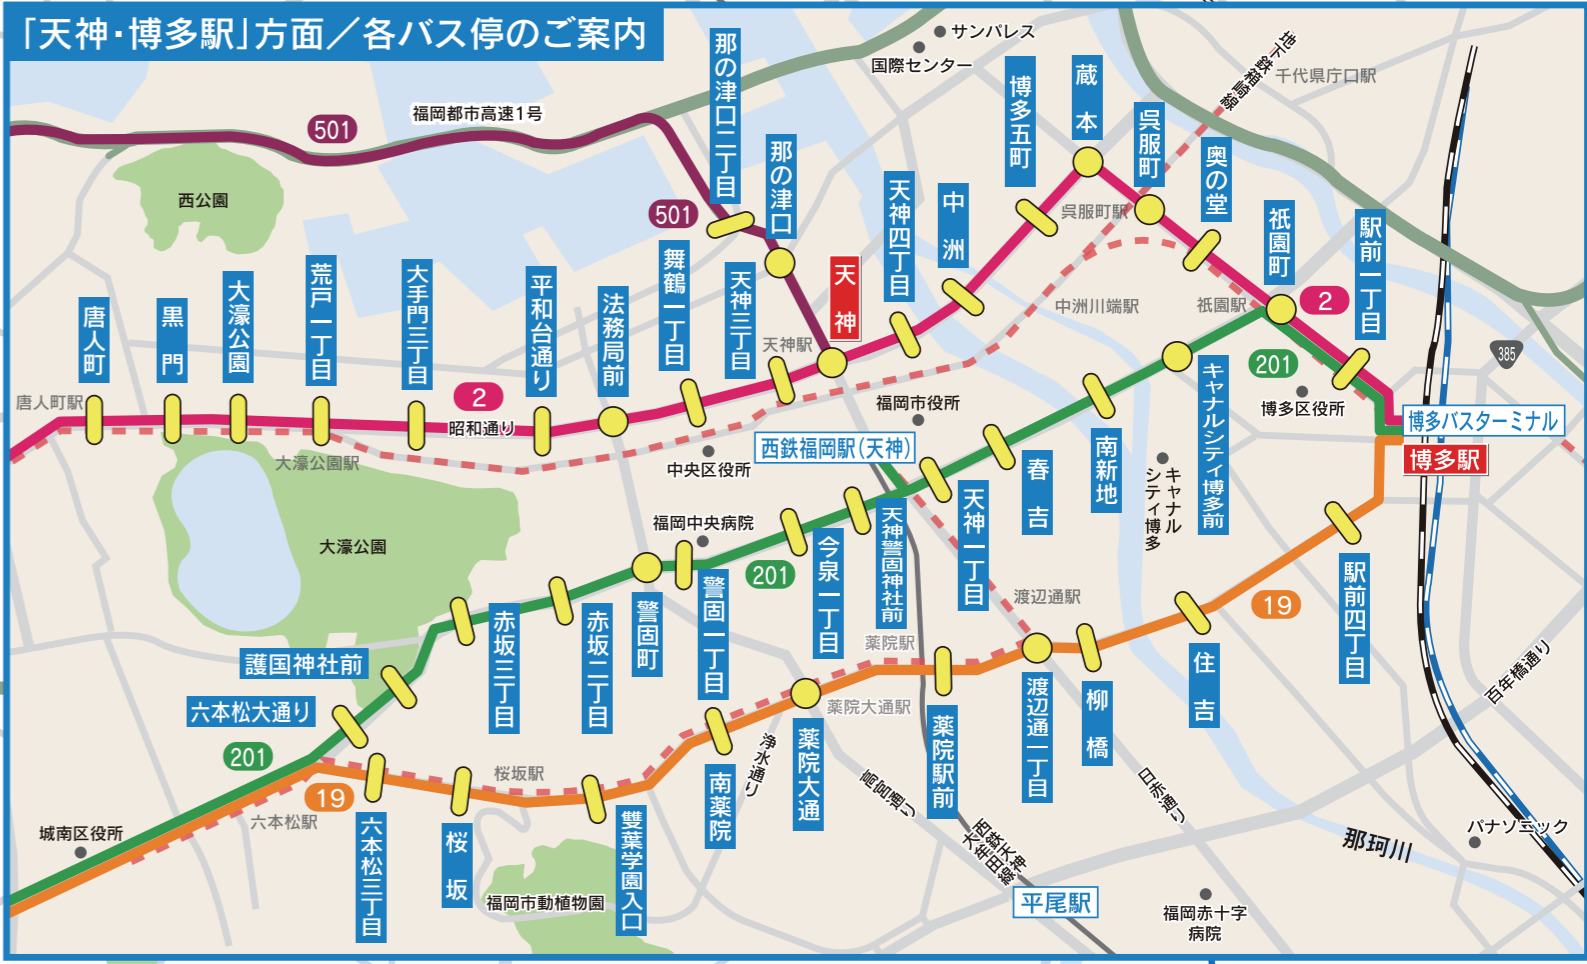 「天神・博多駅」方面／各バス停のご案内
サンパレス
国際センター
地下鉄箱崎線
千代県庁口駅
福岡都市高速1号
501
501
西公園
那の津口二丁目
那の津口
博多五町
蔵本
呉服町
奥の堂
祇園町
駅前一丁目
呉服町駅
中洲川端駅
祇園駅
2
385
唐人町
黒門
大濠公園
荒戸一丁目
大手門三丁目
平和台通り
法務局前
舞鶴一丁目
天神三丁目
天神
天神四丁目
中洲
天神駅
唐人町駅
2
昭和通り
大濠公園駅
福岡市役所
中央区役所
西鉄福岡駅(天神)
201
博多区役所
博多バスターミナル
博多駅
キャナルシティ博多前
キャナルシティ博多
南新地
春吉
天神一丁目
天神警固神社前
今泉一丁目
福岡中央病院
201
警固一丁目
警固町
赤坂二丁目
赤坂三丁目
大濠公園
護国神社前
六本松大通り
201
19
六本松駅
城南区役所
六本松三丁目
桜坂
桜坂駅
雙葉学園入口
南薬院
浄水通り
薬院大通
薬院大通駅
薬院駅
薬院駅前
渡辺通駅
渡辺通一丁目
柳橋
住吉
19
駅前四丁目
百年橋通り
高宮通り
日赤通り
西鉄天神大牟田線
平尾駅
福岡市動植物園
福岡赤十字病院
那珂川
パナソニック